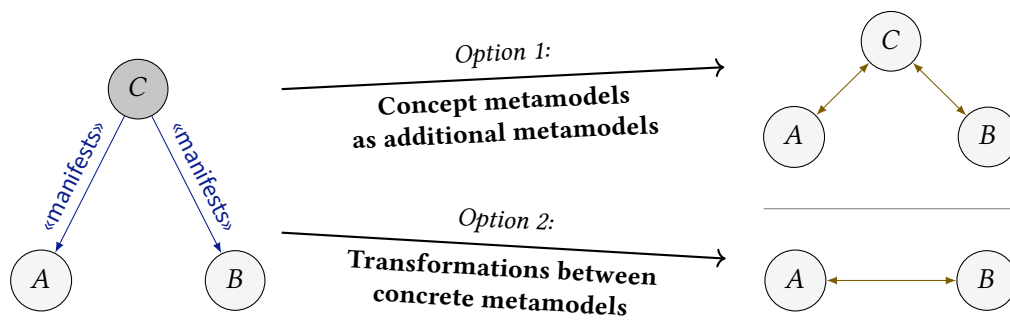 C
«manifests»
«manifests»
A
B
Option 1:
Concept metamodels
as additional metamodels
C
A
B
Option 2:
Transformations between
concrete metamodels
A
B